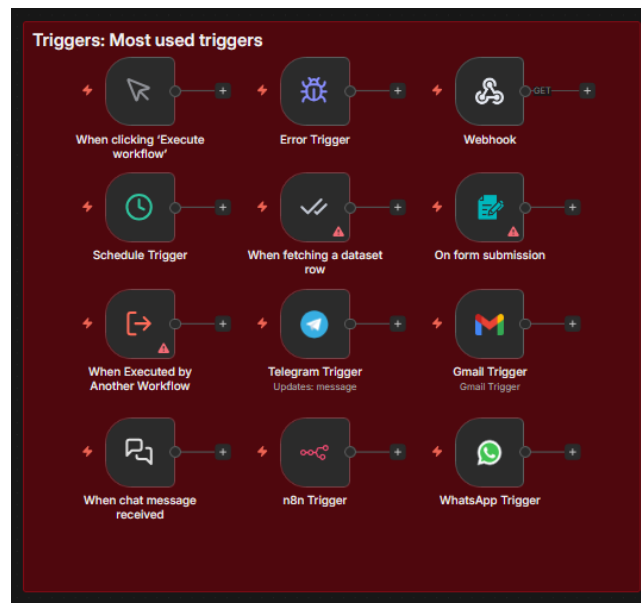 Triggers: Most used triggers
When clicking ‘Execute
workflow’
Error Trigger
GET
Webhook
Schedule Trigger
When fetching a dataset
row
On form submission
When Executed by
Another Workflow
Telegram Trigger
Updates: message
Gmail Trigger
Gmail Trigger
When chat message
received
n8n Trigger
WhatsApp Trigger